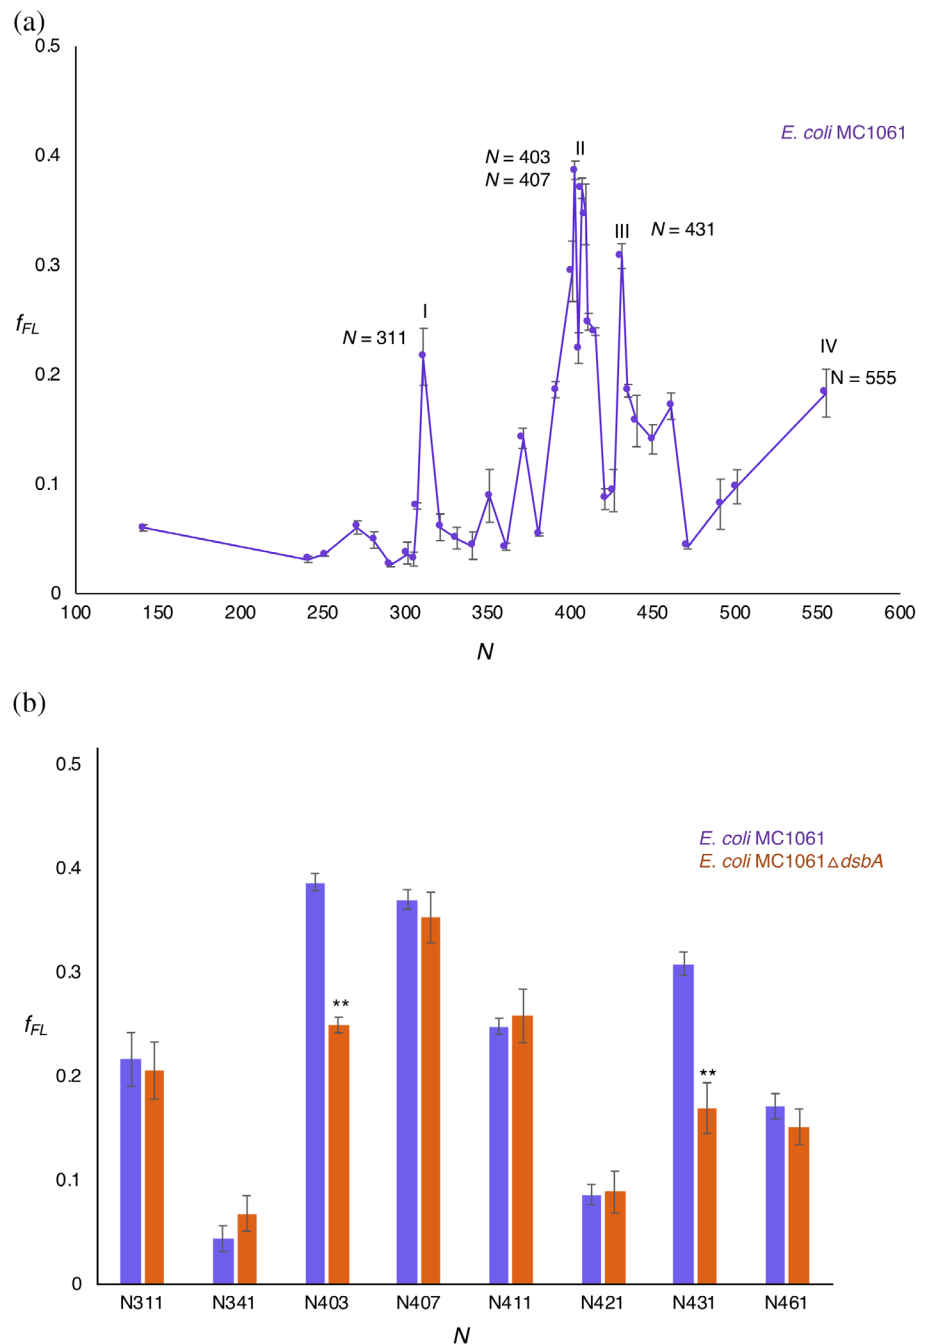 (a)
0.5
E. coli MC1061
0.4
II
N = 403
N = 407
III
N = 431
0.3
I
N = 311
fFL
IV
N = 555
0.2
0.1
0
100 150 200 250 300 350 400 450 500 550 600
N
(b)
0.5
E. coli MC1061
E. coli MC1061△dsbA
0.4
0.3
**
fFL
0.2
**
0.1
0
N311 N341 N403 N407 N411 N421 N431 N461
N